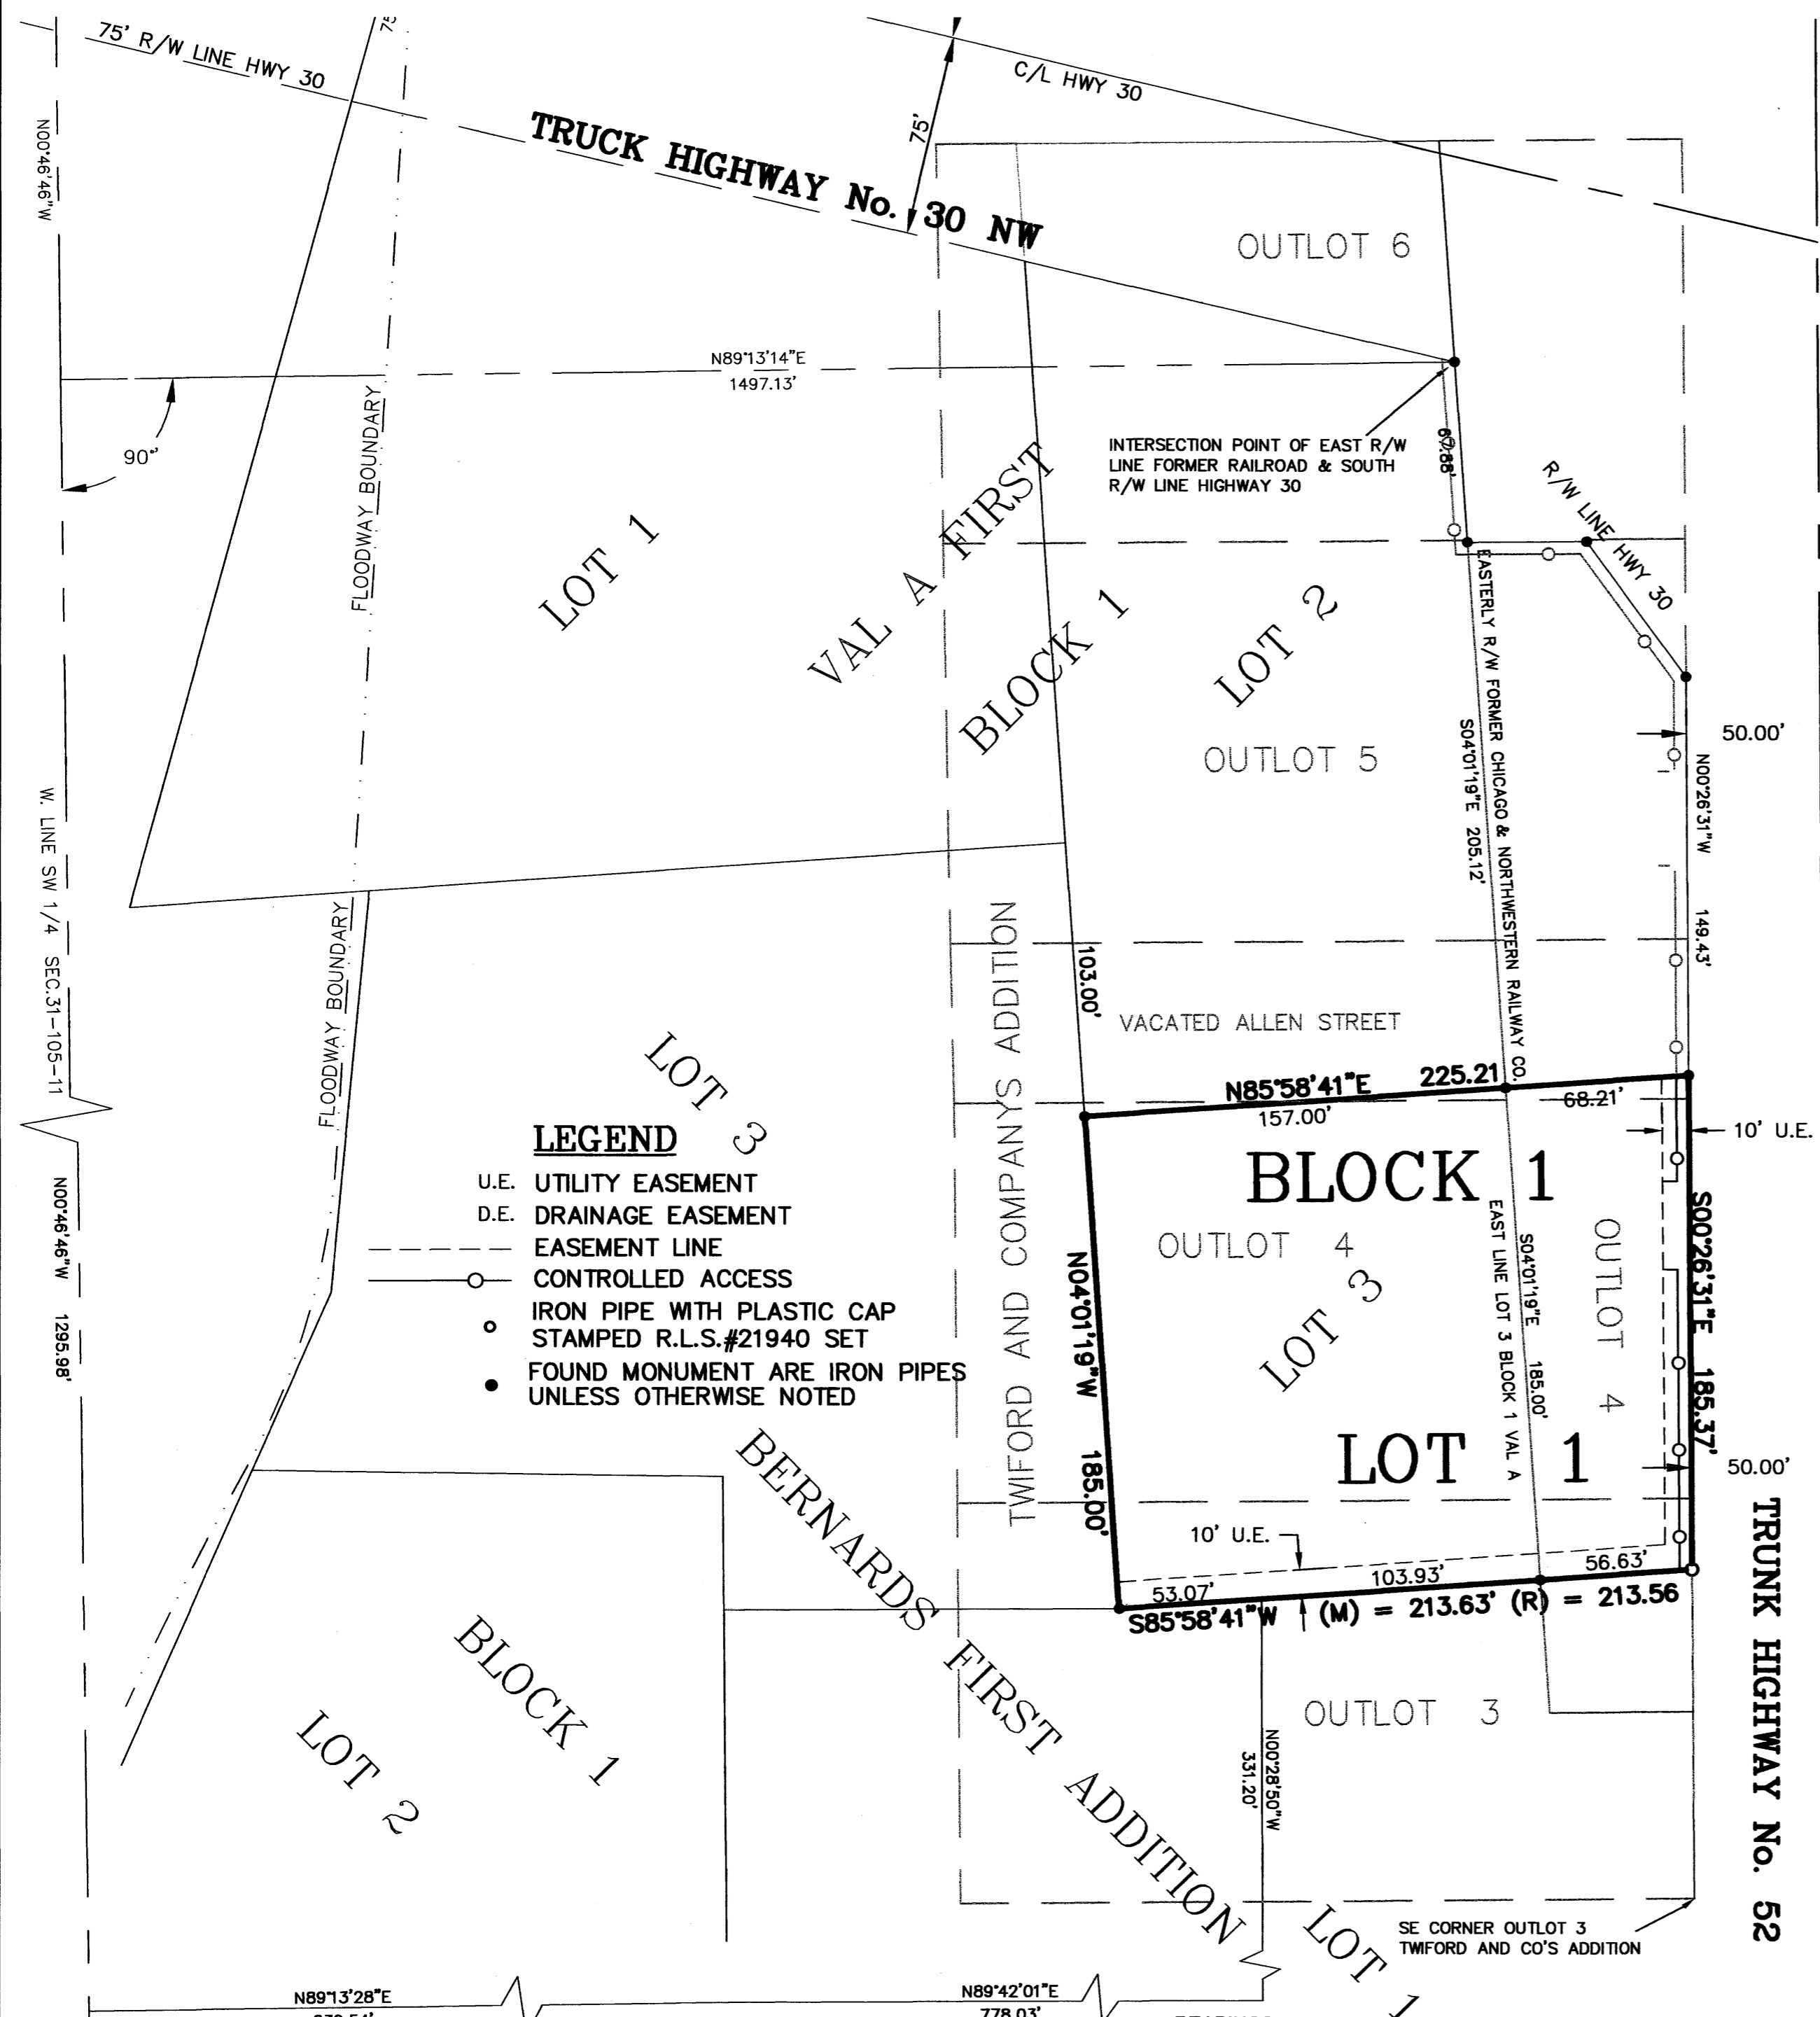 75' R/W LINE HWY 30
C/L HWY 30
75'
TRUCK HIGHWAY No. 30 NW
N00°46'46"W
OUTLOT 6
N89°13'14"E
1497.13'
90°
FLOODWAY BOUNDARY
INTERSECTION POINT OF EAST R/W
LINE FORMER RAILROAD & SOUTH
R/W LINE HIGHWAY 30
67.88'
R/W LINE HWY 30
LOT 1
VAL A FIRST
BLOCK 1
LOT 2
OUTLOT 5
EASTERLY R/W FORMER CHICAGO & NORTHWESTERN RAILWAY CO.
S04°01'19"E 205.12'
50.00'
N00°26'31"W 149.43'
W. LINE SW 1/4 SEC.31-105-11
FLOODWAY BOUNDARY
103.00'
VACATED ALLEN STREET
TWIFORD AND COMPANYS ADDITION
LOT 3
N85°58'41"E 225.21
157.00'
68.21'
10' U.E.
LEGEND
U.E. UTILITY EASEMENT
D.E. DRAINAGE EASEMENT
EASEMENT LINE
CONTROLLED ACCESS
IRON PIPE WITH PLASTIC CAP
STAMPED R.L.S.#21940 SET
FOUND MONUMENT ARE IRON PIPES
UNLESS OTHERWISE NOTED
N00°46'46"W 1295.98'
BLOCK 1
OUTLOT 4
LOT 3
N04°01'19"W 185.00'
EAST LINE LOT 3 BLOCK 1 VAL A
S04°01'19"E 185.00'
OUTLOT 4
S00°26'31"E 185.37'
LOT 1
50.00'
10' U.E.
53.07'
103.93'
56.63'
S85°58'41"W (M) = 213.63' (R) = 213.56
TRUNK HIGHWAY No. 52
BERNARDS FIRST ADDITION
BLOCK 1
LOT 2
OUTLOT 3
N00°28'50"W
331.20'
LOT 1
SE CORNER OUTLOT 3
TWIFORD AND CO'S ADDITION
N89°13'28"E
N89°42'01"E
778.03'